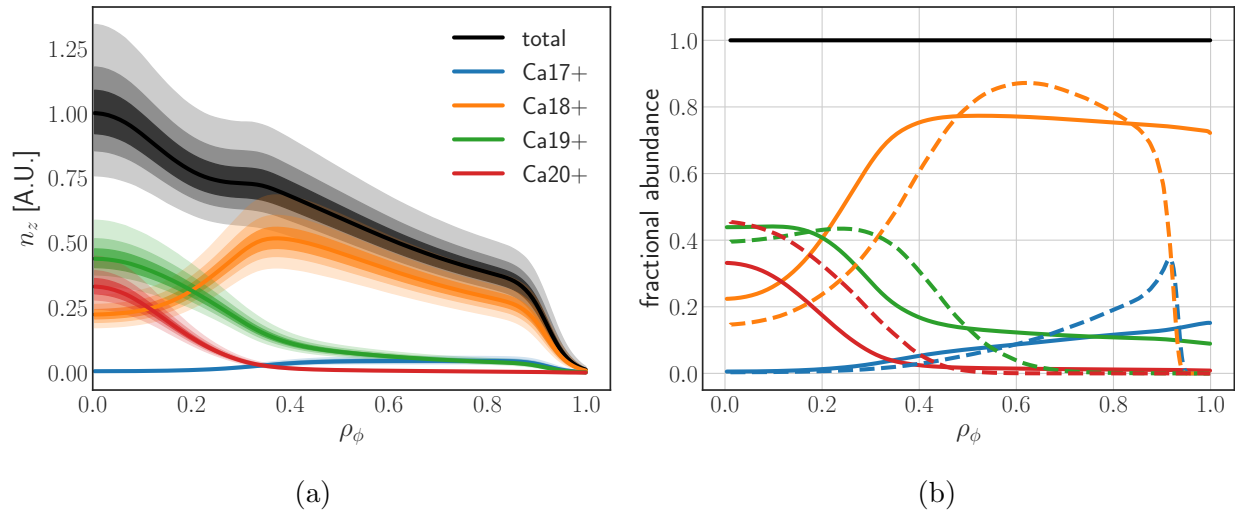 n_z [A.U.]
1.25
1.00
0.75
0.50
0.25
0.00
total
Ca17+
Ca18+
Ca19+
Ca20+
0.0 0.2 0.4 0.6 0.8 1.0
ρ_ϕ
(a)
fractional abundance
1.0
0.8
0.6
0.4
0.2
0.0
0.0 0.2 0.4 0.6 0.8 1.0
ρ_ϕ
(b)